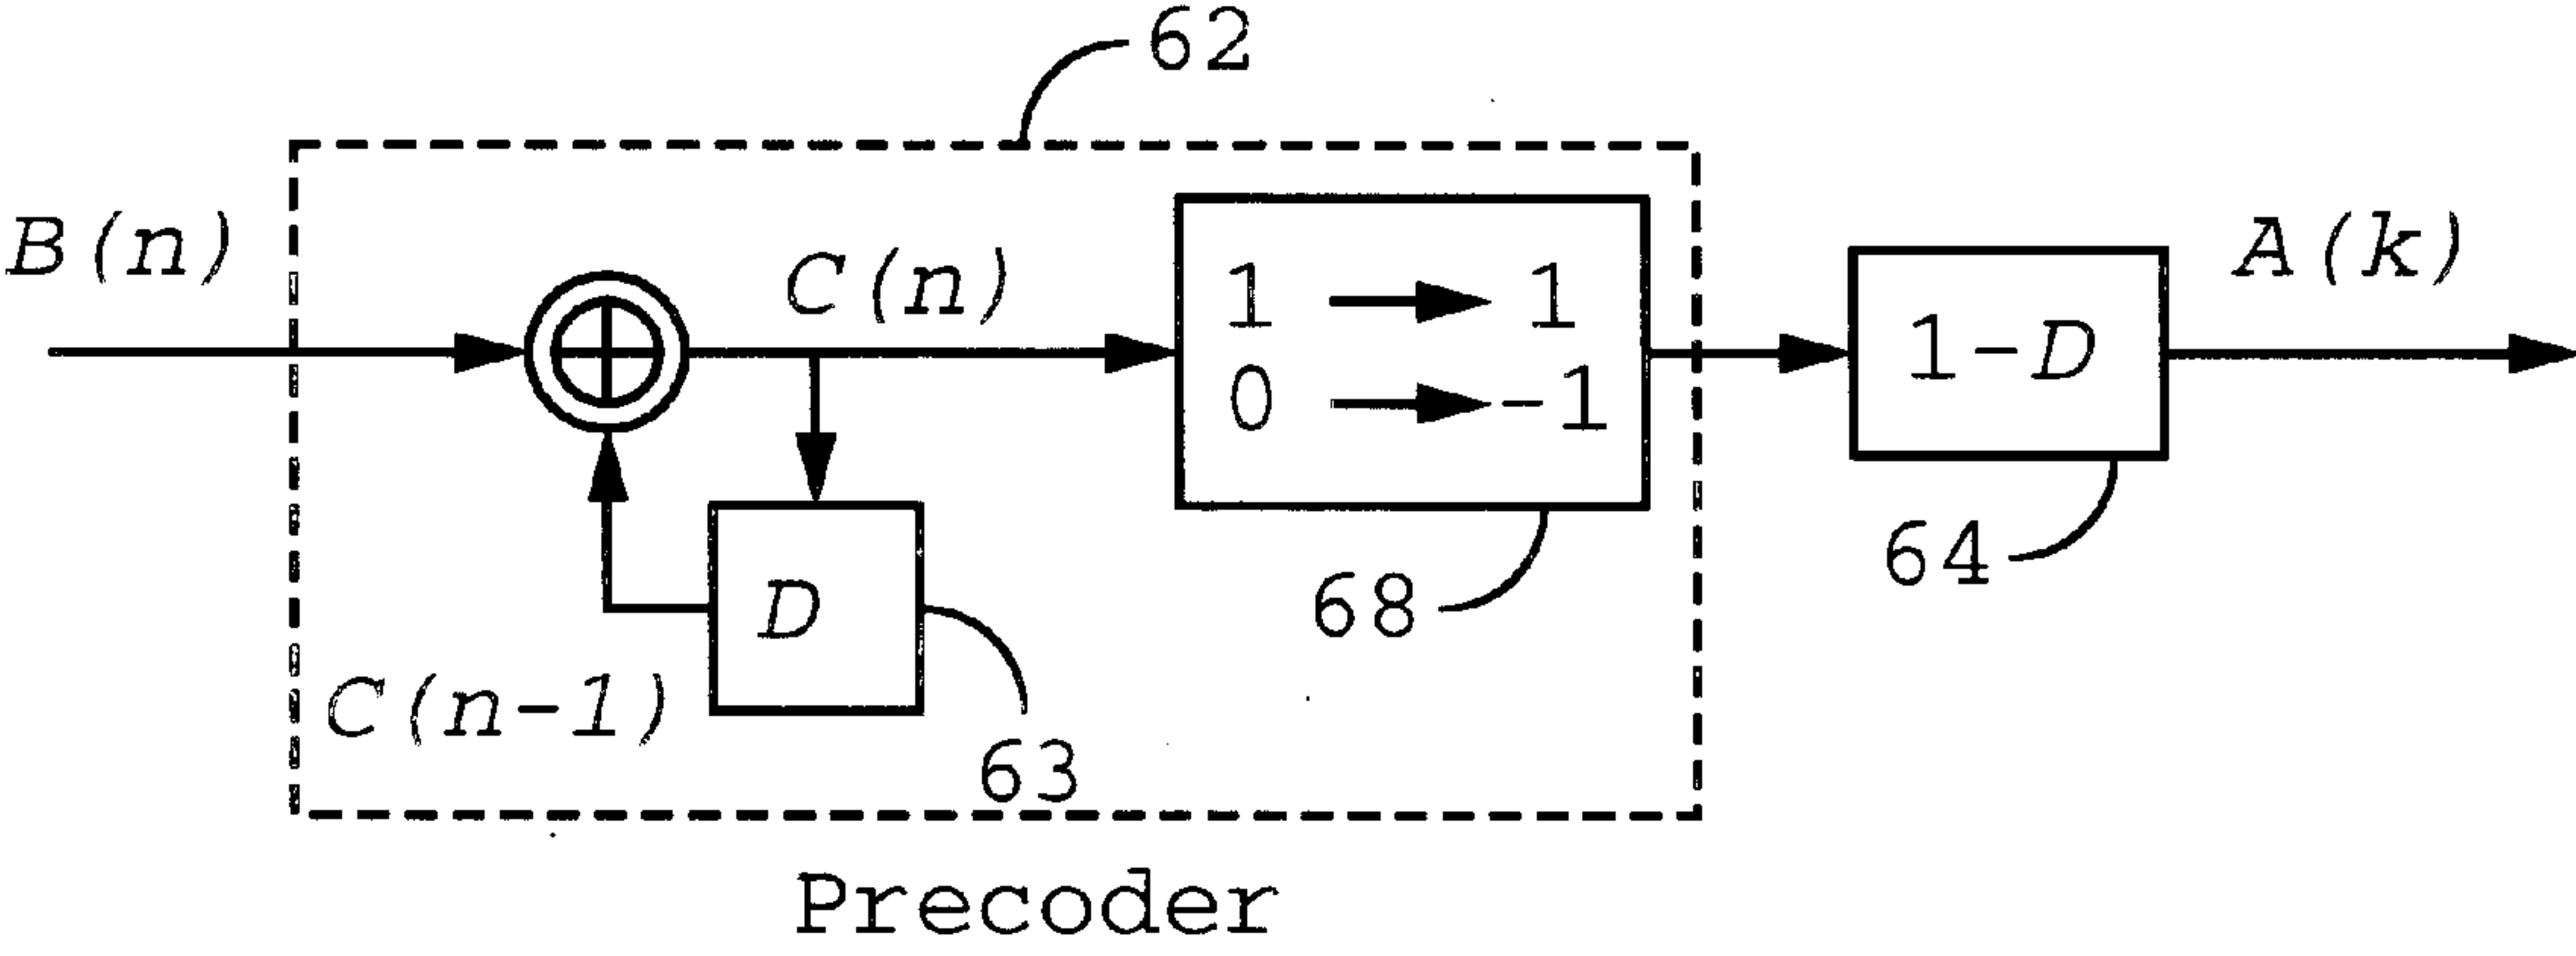 62
B(n)
C(n)
1 → 1
0 → -1
1-D
A(k)
D
C(n-1)
63
68
64
Precoder